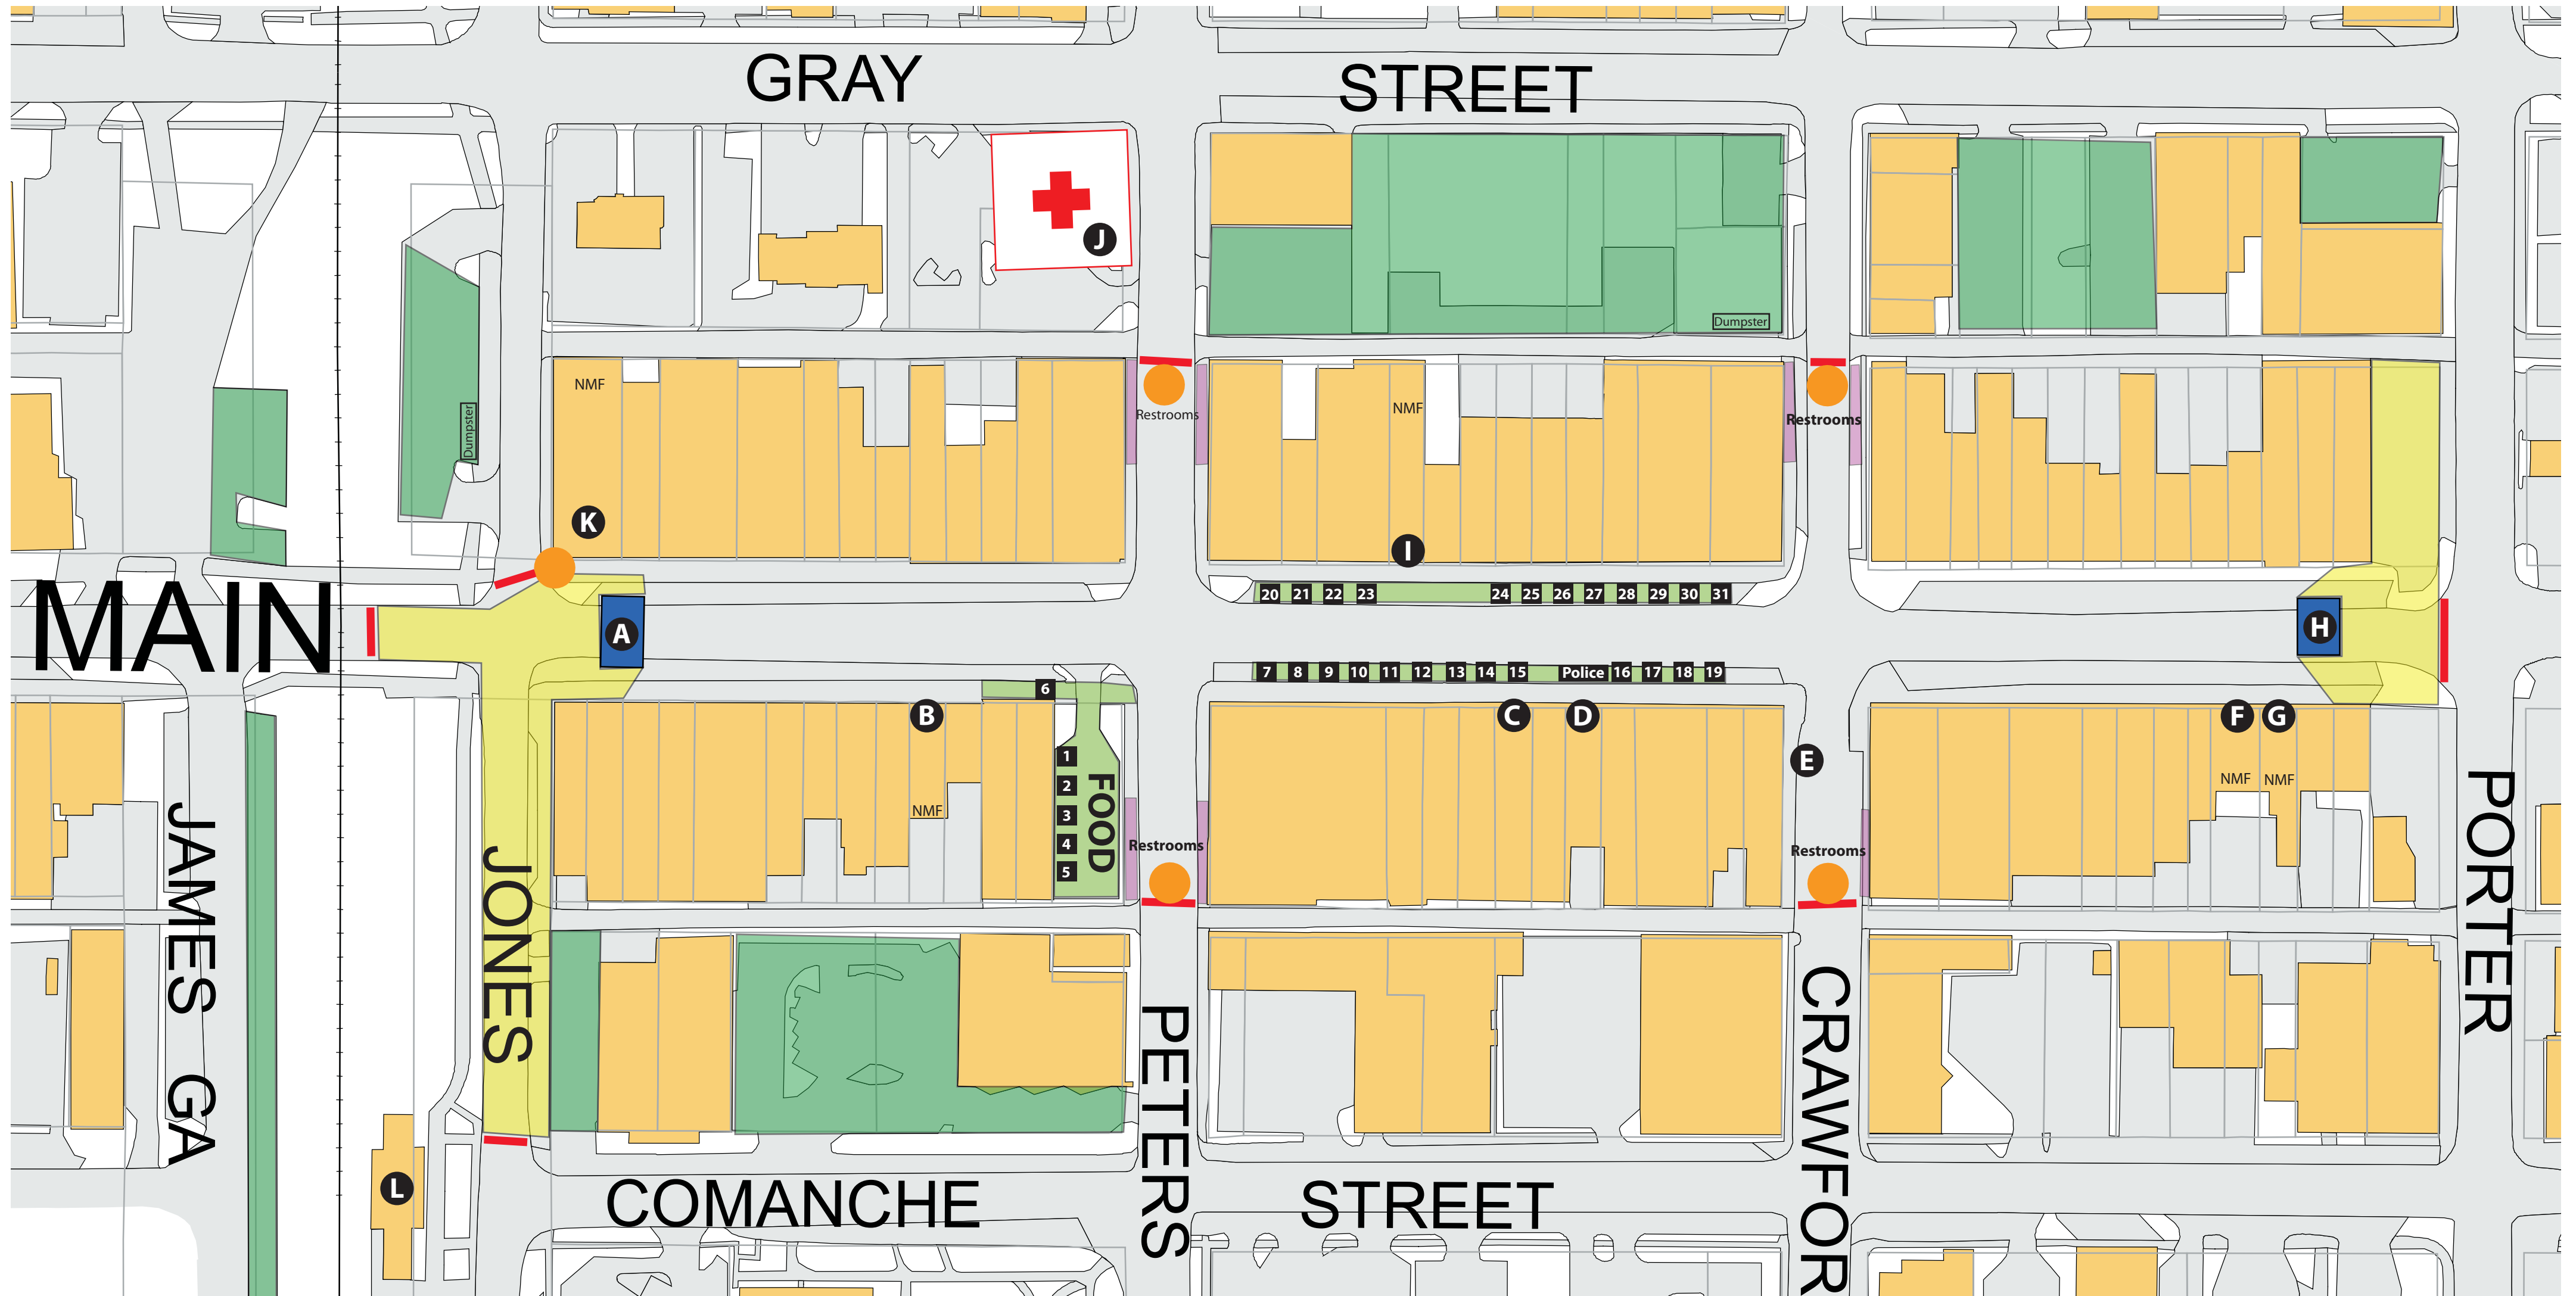 GRAY STREET
J
Dumpster
Dumpster
NMF
NMF
Restrooms
Restrooms
K
I
MAIN
A
20 21 22 23 24 25 26 27 28 29 30 31
H
7 8 9 10 11 12 13 14 15 Police 16 17 18 19
6
B
C
D
F
G
E
1
2
3
4
5
FOOD
NMF
NMF
NMF
Restrooms
Restrooms
JAMES GA
JONES
PETERS
CRAWFOR
PORTER
L
COMANCHE STREET